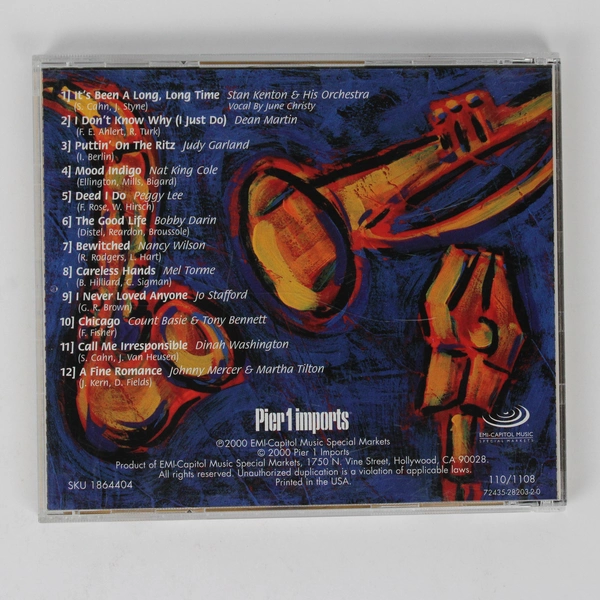 1] It's Been A Long, Long Time Stan Kenton & His Orchestra
(S. Cahn, J. Styne) Vocal By June Christy
2] I Don't Know Why (I Just Do) Dean Martin
(F. E. Ahlert, R. Turk)
3] Puttin' On The Ritz Judy Garland
(I. Berlin)
4] Mood Indigo Nat King Cole
(Ellington, Mills, Bigard)
5] Deed I Do Peggy Lee
(F. Rose, W. Hirsch)
6] The Good Life Bobby Darin
(Distel, Reardon, Broussole)
7] Bewitched Nancy Wilson
(R. Rodgers, L. Hart)
8] Careless Hands Mel Torme
(B. Hilliard, C. Sigman)
9] I Never Loved Anyone Jo Stafford
(G. R. Brown)
10] Chicago Count Basie & Tony Bennett
(F. Fisher)
11] Call Me Irresponsible Dinah Washington
(S. Cahn, J. Van Heusen)
12] A Fine Romance Johnny Mercer & Martha Tilton
(J. Kern, D. Fields)
Pier 1 imports
EMI-CAPITOL MUSIC
SPECIAL MARKETS
℗2000 EMI-Capitol Music Special Markets
© 2000 Pier 1 Imports
Product of EMI-Capitol Music Special Markets, 1750 N. Vine Street, Hollywood, CA 90028.
All rights reserved. Unauthorized duplication is a violation of applicable laws.
Printed in the USA.
SKU 1864404
110/1108
72435-28203-2-0